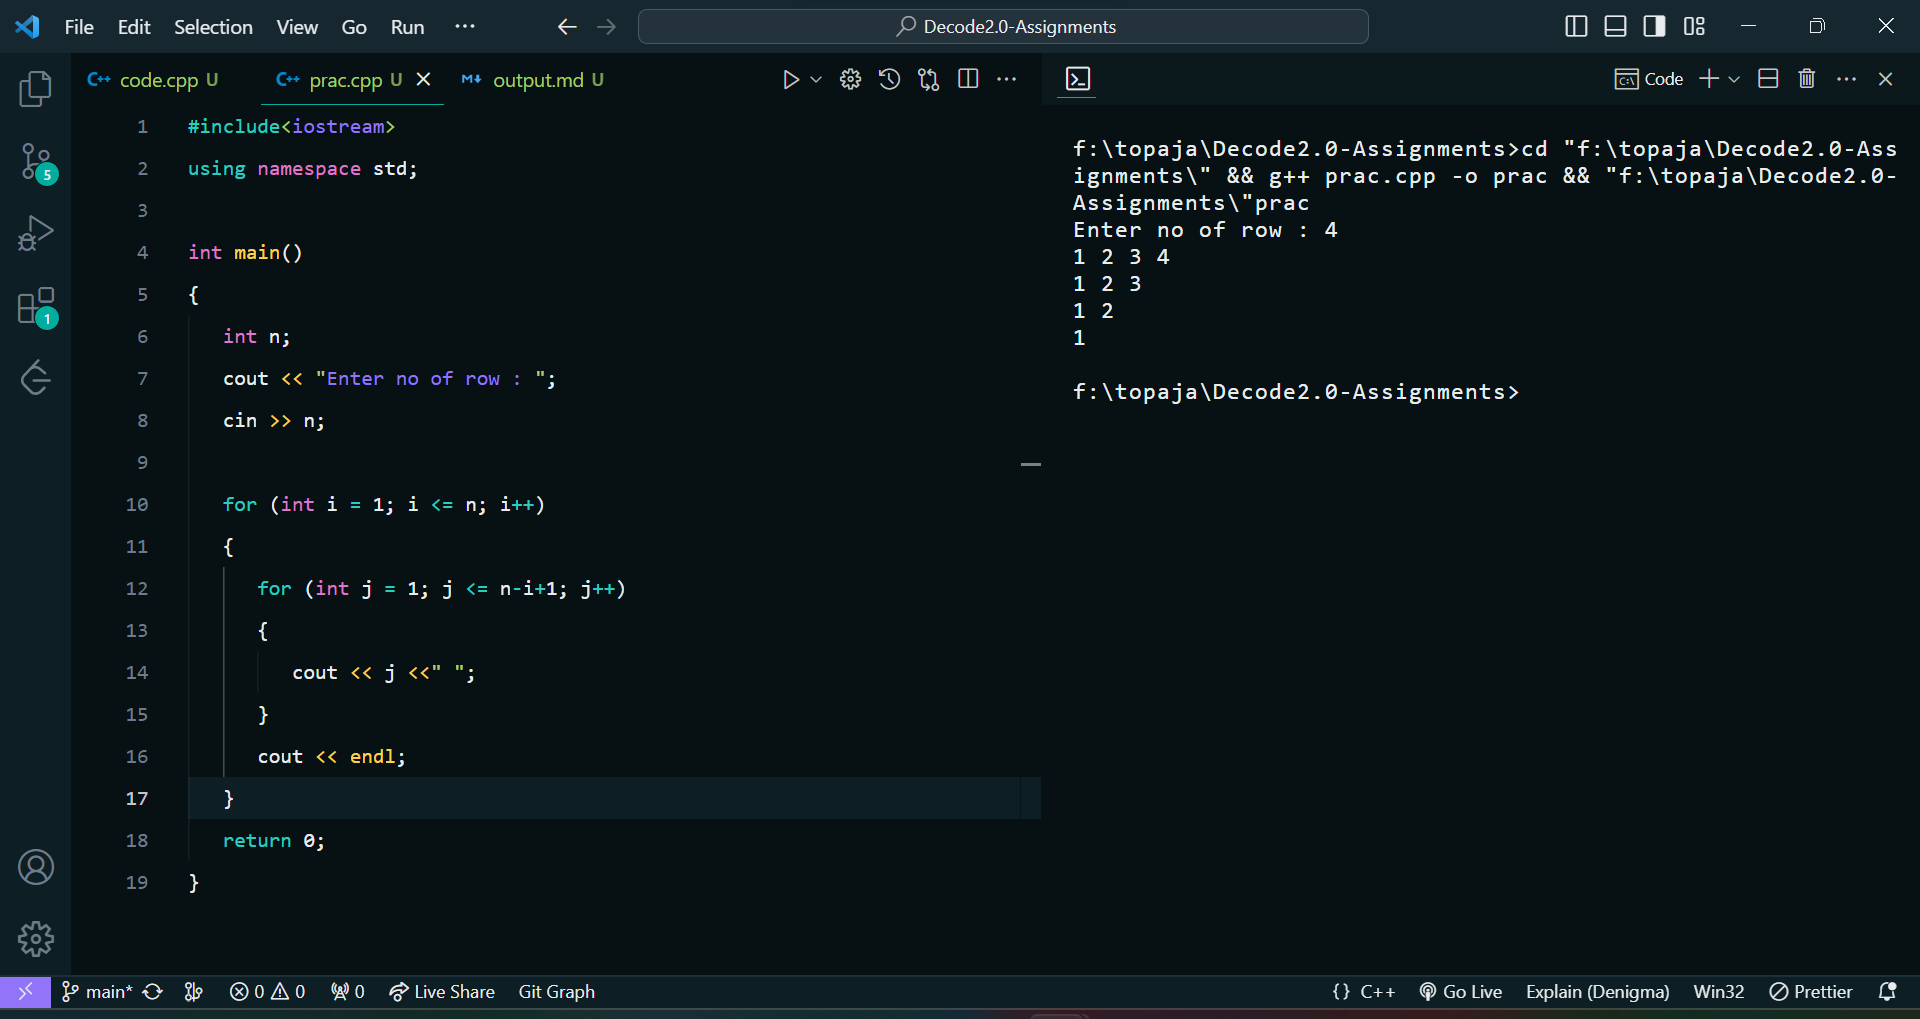 File Edit Selection View Go Run ··· Decode2.0-Assignments
C++ code.cpp U C++ prac.cpp U output.md U Code
1 #include<iostream>
2 using namespace std;
3
4 int main()
5 {
6 int n;
7 cout << "Enter no of row : ";
8 cin >> n;
9
10 for (int i = 1; i <= n; i++)
11 {
12 for (int j = 1; j <= n-i+1; j++)
13 {
14 cout << j <<" ";
15 }
16 cout << endl;
17 }
18 return 0;
19 }
f:\topaja\Decode2.0-Assignments>cd "f:\topaja\Decode2.0-Ass
ignments\" && g++ prac.cpp -o prac && "f:\topaja\Decode2.0-
Assignments\"prac
Enter no of row : 4
1 2 3 4
1 2 3
1 2
1
f:\topaja\Decode2.0-Assignments>
5
1
main* 0 0 0 Live Share Git Graph {} C++ Go Live Explain (Denigma) Win32 Prettier